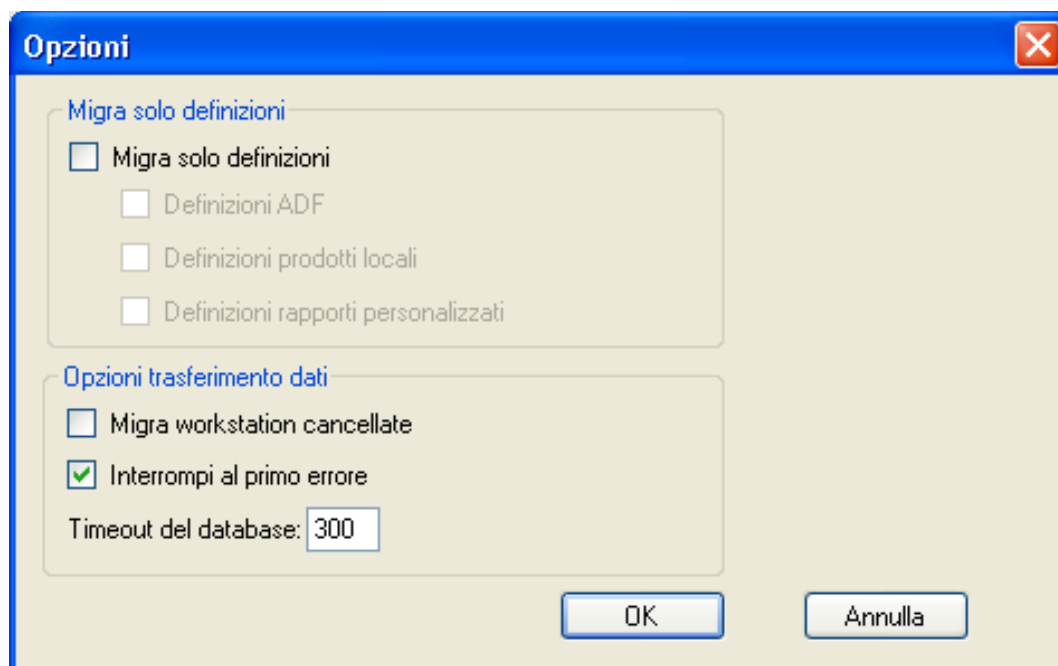 Opzioni
Migra solo definizioni
Migra solo definizioni
Definizioni ADF
Definizioni prodotti locali
Definizioni rapporti personalizzati
Opzioni trasferimento dati
Migra workstation cancellate
Interrompi al primo errore
Timeout del database: 300
OK Annulla